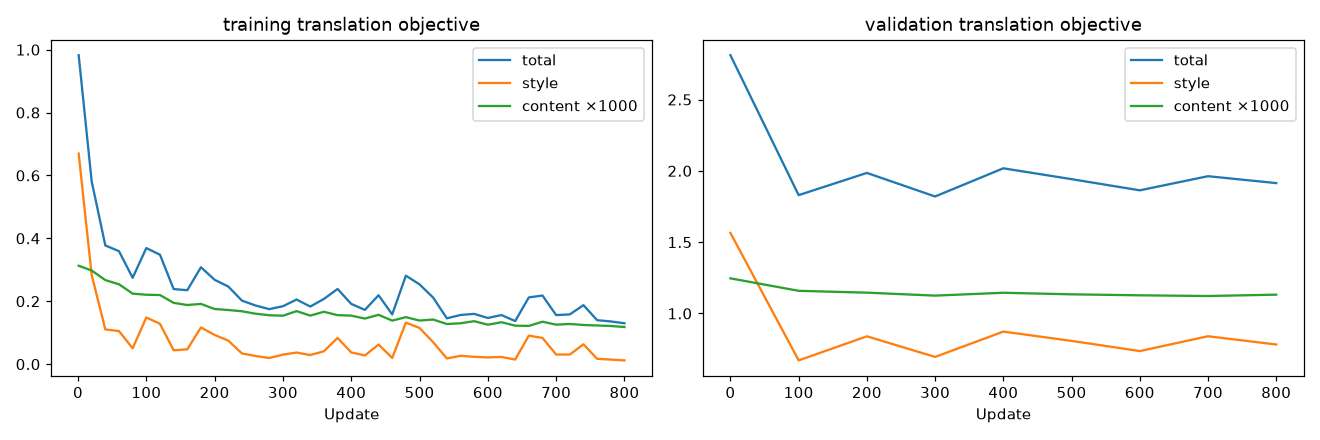 training translation objective
1.0
0.8
0.6
0.4
0.2
0.0
total
style
content ×1000
0 100 200 300 400 500 600 700 800
Update
validation translation objective
2.5
2.0
1.5
1.0
total
style
content ×1000
0 100 200 300 400 500 600 700 800
Update